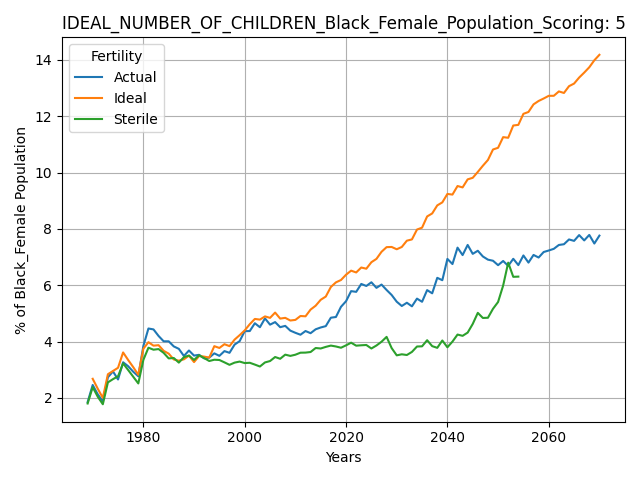 IDEAL_NUMBER_OF_CHILDREN_Black_Female_Population_Scoring: 5
Fertility
Actual
Ideal
Sterile
% of Black_Female Population
14
12
10
8
6
4
2
1980
2000
2020
2040
2060
Years